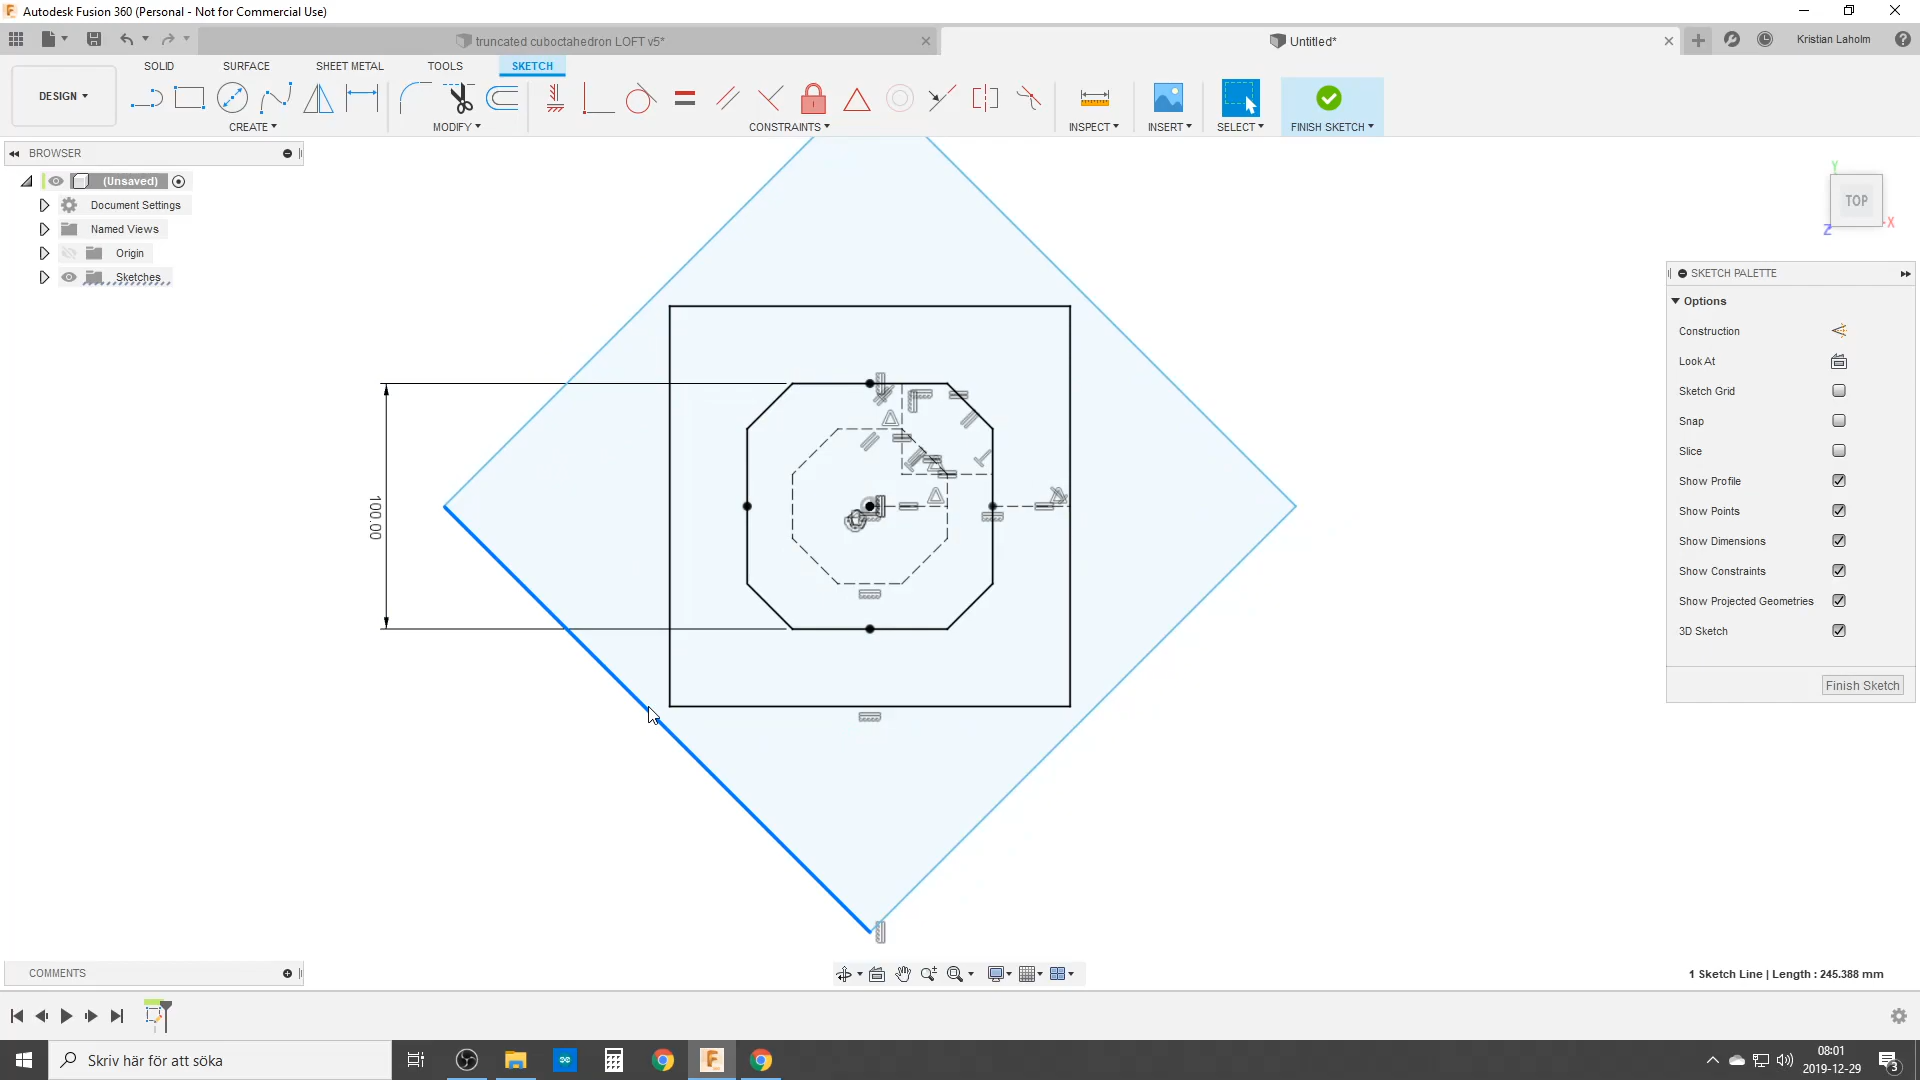 Autodesk Fusion 360 (Personal - Not for Commercial Use)
truncated cuboctahedron LOFT v5*
Untitled*
Kristian Laholm
SOLID SURFACE SHEET METAL TOOLS SKETCH
DESIGN
CREATE MODIFY CONSTRAINTS INSPECT INSERT SELECT FINISH SKETCH
BROWSER
(Unsaved)
Document Settings
Named Views
Origin
Sketches
Y
TOP
X
Z
100.00
SKETCH PALETTE
Options
Construction
Look At
Sketch Grid
Snap
Slice
Show Profile
Show Points
Show Dimensions
Show Constraints
Show Projected Geometries
3D Sketch
Finish Sketch
COMMENTS
1 Sketch Line | Length : 245.388 mm
Skriv här för att söka
08:01
2019-12-29
3